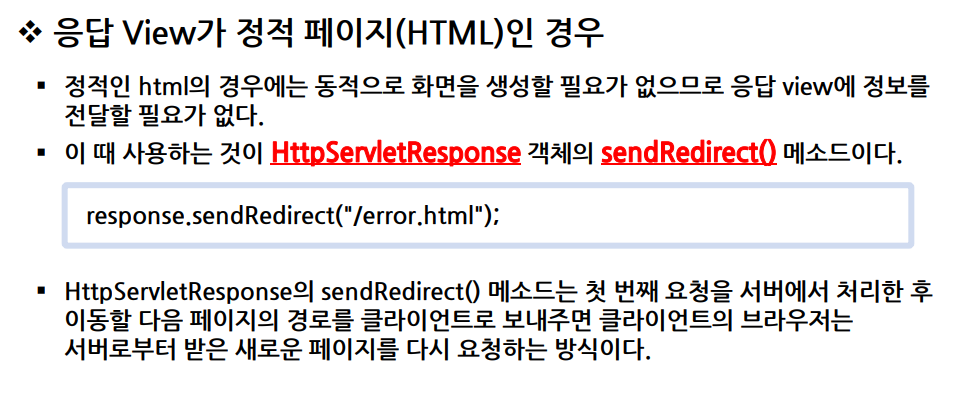 ❖ 응답 View가 정적 페이지(HTML)인 경우
▪ 정적인 html의 경우에는 동적으로 화면을 생성할 필요가 없으므로 응답 view에 정보를
전달할 필요가 없다.
▪ 이 때 사용하는 것이 HttpServletResponse 객체의 sendRedirect() 메소드이다.
response.sendRedirect("/error.html");
▪ HttpServletResponse의 sendRedirect() 메소드는 첫 번째 요청을 서버에서 처리한 후
이동할 다음 페이지의 경로를 클라이언트로 보내주면 클라이언트의 브라우저는
서버로부터 받은 새로운 페이지를 다시 요청하는 방식이다.